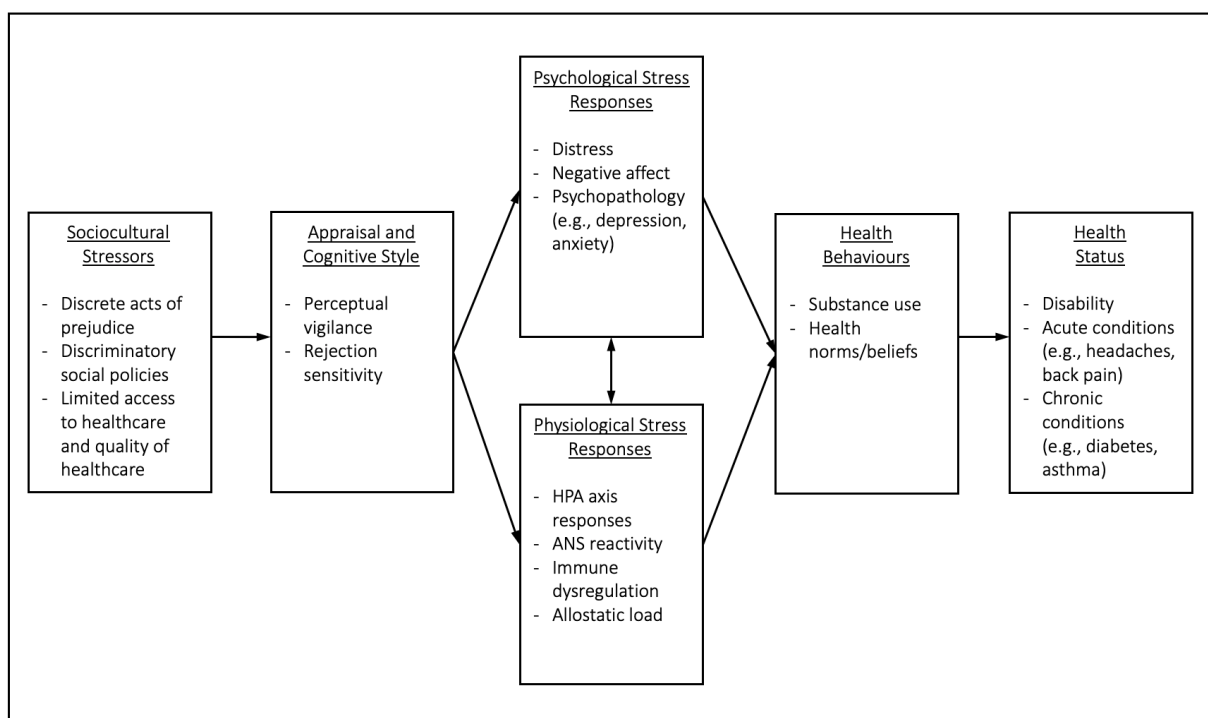 Sociocultural
Stressors
- Discrete acts of
prejudice
- Discriminatory
social policies
- Limited access
to healthcare
and quality of
healthcare
Appraisal and
Cognitive Style
- Perceptual
vigilance
- Rejection
sensitivity
Psychological Stress
Responses
- Distress
- Negative affect
- Psychopathology
(e.g., depression,
anxiety)
Physiological Stress
Responses
- HPA axis
responses
- ANS reactivity
- Immune
dysregulation
- Allostatic load
Health
Behaviours
- Substance use
- Health
norms/beliefs
Health
Status
- Disability
- Acute conditions
(e.g., headaches,
back pain)
- Chronic
conditions
(e.g., diabetes,
asthma)